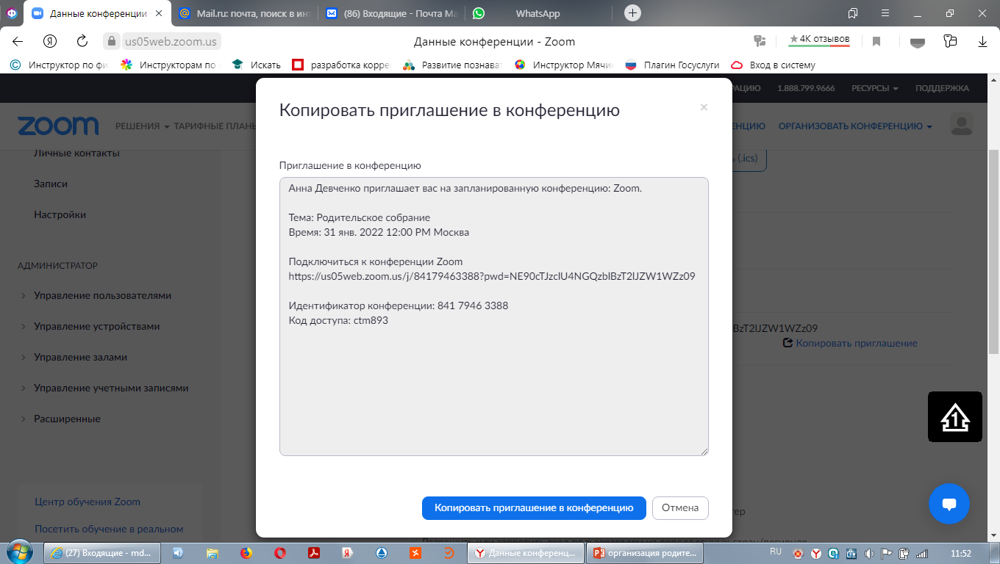 Данные конференции
Mail.ru: почта, поиск в инт
(86) Входящие - Почта Ma
WhatsApp
us05web.zoom.us
Данные конференции - Zoom
★4K отзывов
Инструктор по фи
Инструкторам по
Искать
разработка корре
Развитие познават
Инструктор Мячин
Плагин Госуслуги
Вход в систему
РАЦИЮ
1.888.799.9666
РЕСУРСЫ
ПОДДЕРЖКА
zoom
РЕШЕНИЯ
ТАРИФНЫЕ ПЛАНЫ
ЕНЦИЮ
ОРГАНИЗОВАТЬ КОНФЕРЕНЦИЮ
Личные контакты
Записи
Настройки
АДМИНИСТРАТОР
Управление пользователями
Управление устройствами
Управление залами
Управление учетными записями
Расширенные
Центр обучения Zoom
Посетить обучение в реальном
Копировать приглашение в конференцию
Приглашение в конференцию
Анна Девченко приглашает вас на запланированную конференцию: Zoom.
Тема: Родительское собрание
Время: 31 янв. 2022 12:00 PM Москва
Подключиться к конференции Zoom
https://us05web.zoom.us/j/84179463388?pwd=NE90cTJzclU4NGQzblBzT2lJZW1WZz09
Идентификатор конференции: 841 7946 3388
Код доступа: ctm893
Копировать приглашение в конференцию
Отмена
(.ics)
BzT2lJZW1WZz09
Копировать приглашение
тер
1
(27) Входящие - md...
Данные конференц...
организация родите...
RU
11:52